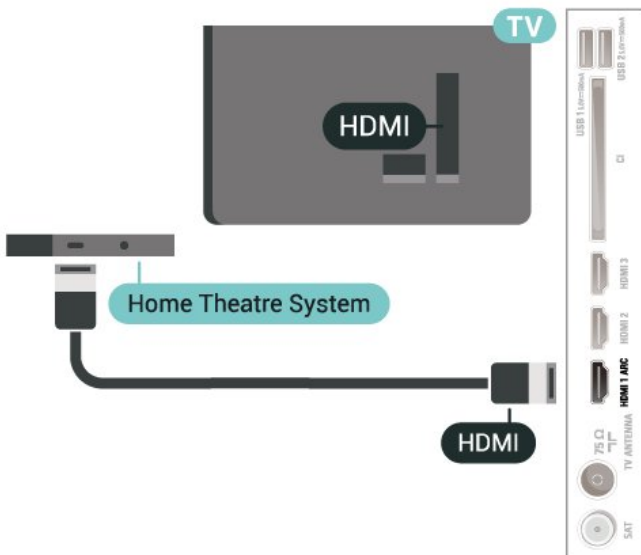 TV
HDMI
Home Theatre System
HDMI
USB 2
USB 1
CI
HDMI 3
HDMI 2
HDMI 1 ARC
75 Ω
TV ANTENNA
SAT